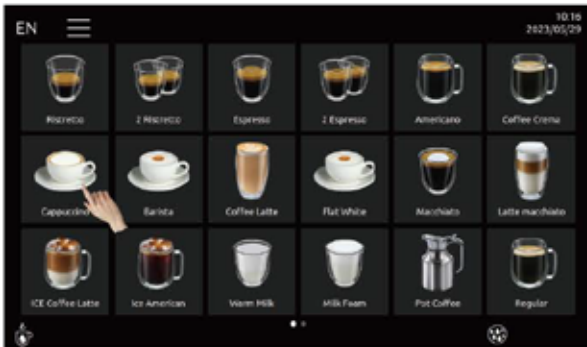 EN
10:16
2023/05/29
Ristretto
2 Ristretto
Espresso
2 Espresso
Americano
Coffee Crema
Cappuccino
Barista
Coffee Latte
Flat White
Macchiato
Latte macchiato
ICE Coffee Latte
Ice American
Warm Milk
Milk Foam
Pot Coffee
Regular